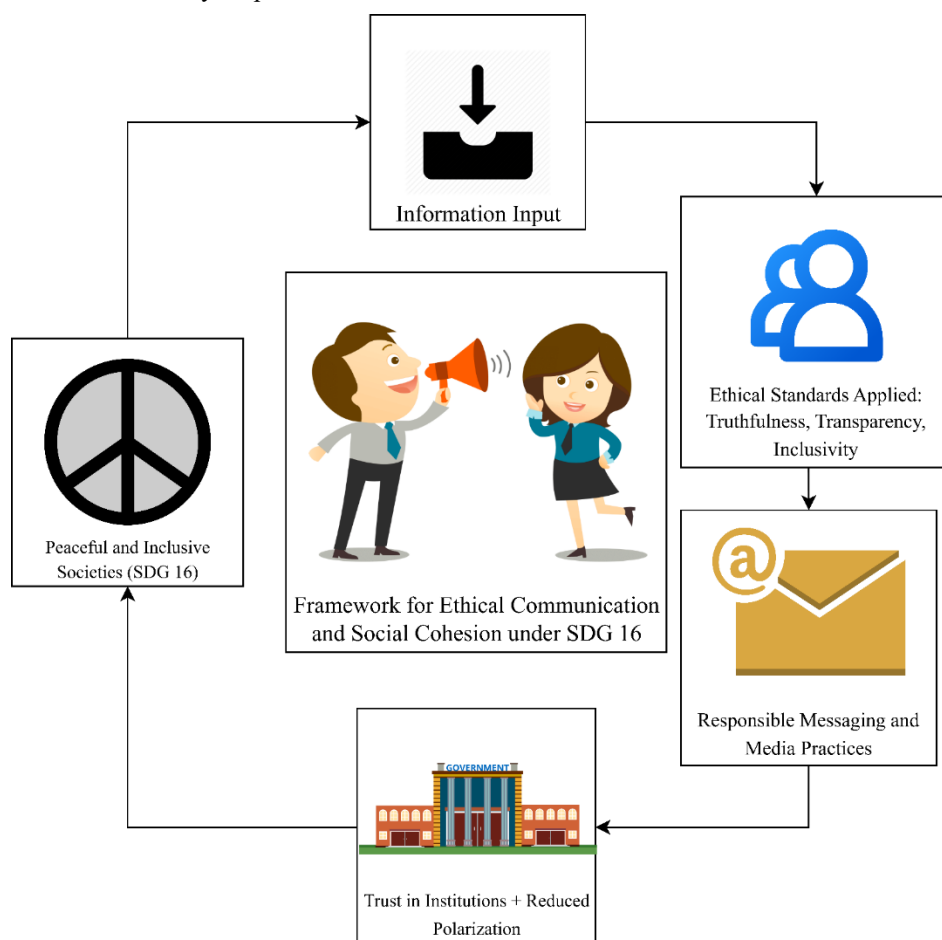 Information Input
Ethical Standards Applied:
Truthfulness, Transparency,
Inclusivity
Peaceful and Inclusive
Societies (SDG 16)
Framework for Ethical Communication
and Social Cohesion under SDG 16
@
Responsible Messaging and
Media Practices
GOVERNMENT
Trust in Institutions + Reduced
Polarization